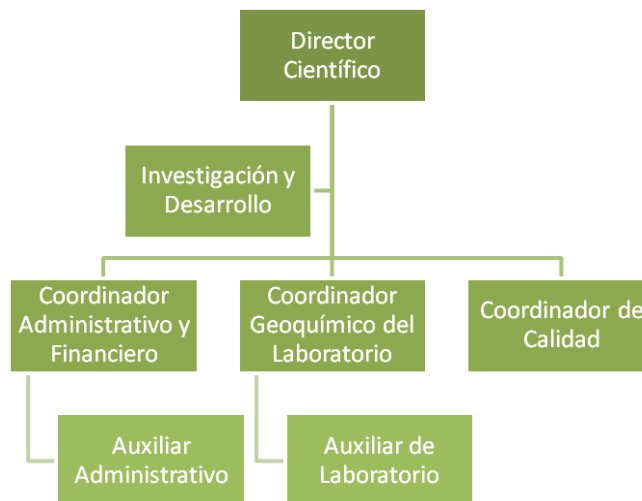 Director
Científico
Investigación y
Desarrollo
Coordinador
Administrativo y
Financiero
Coordinador
Geoquímico del
Laboratorio
Coordinador de
Calidad
Auxiliar
Administrativo
Auxiliar de
Laboratorio